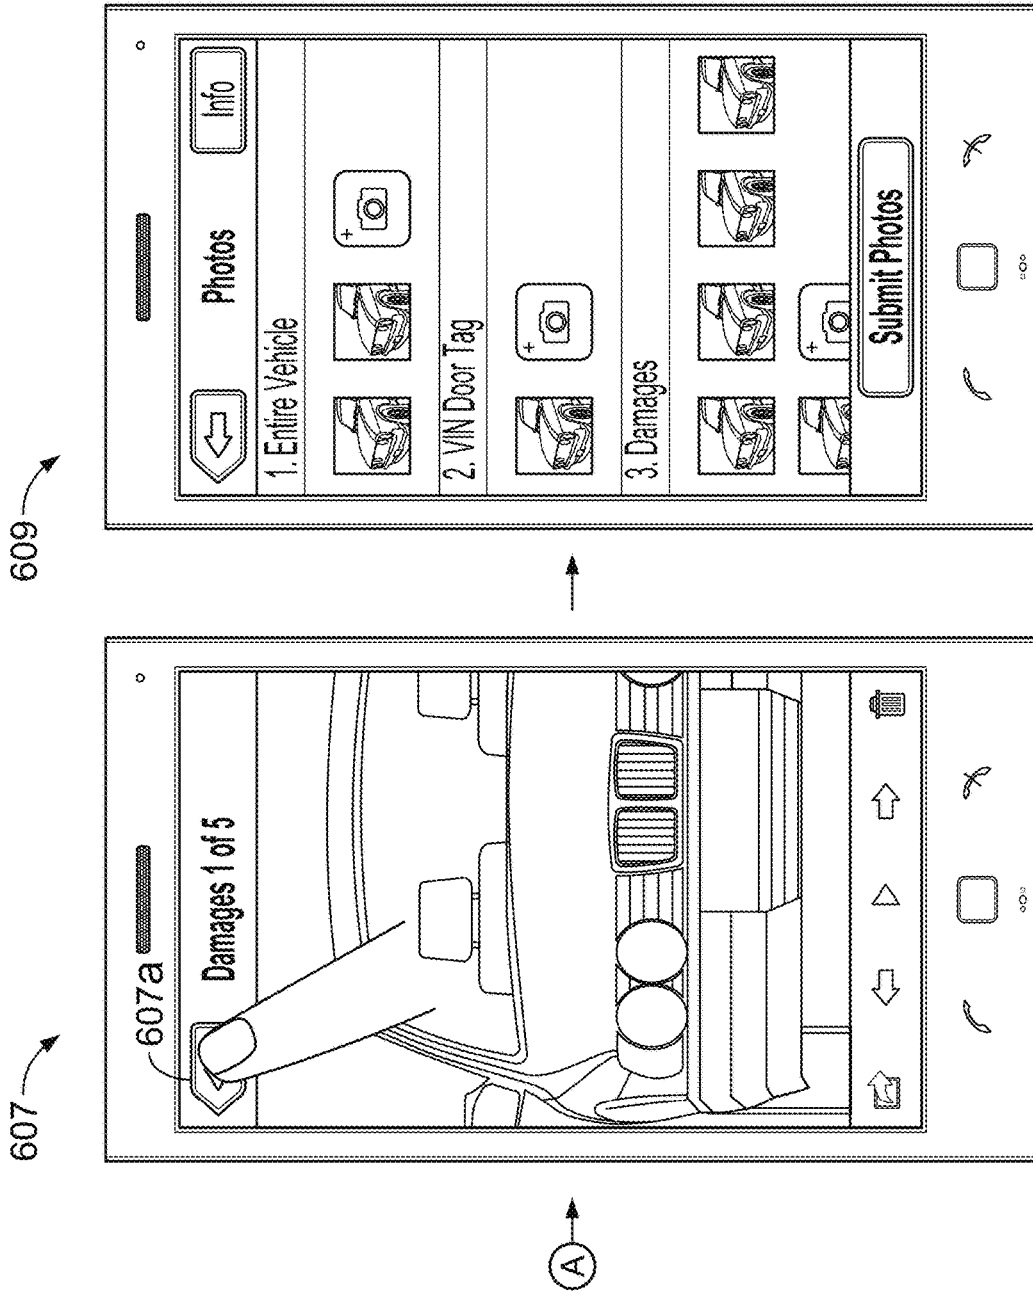 607
607a
Damages 1 of 5
A
609
Photos
Info
1. Entire Vehicle
+
2. VIN Door Tag
+
3. Damages
+
Submit Photos